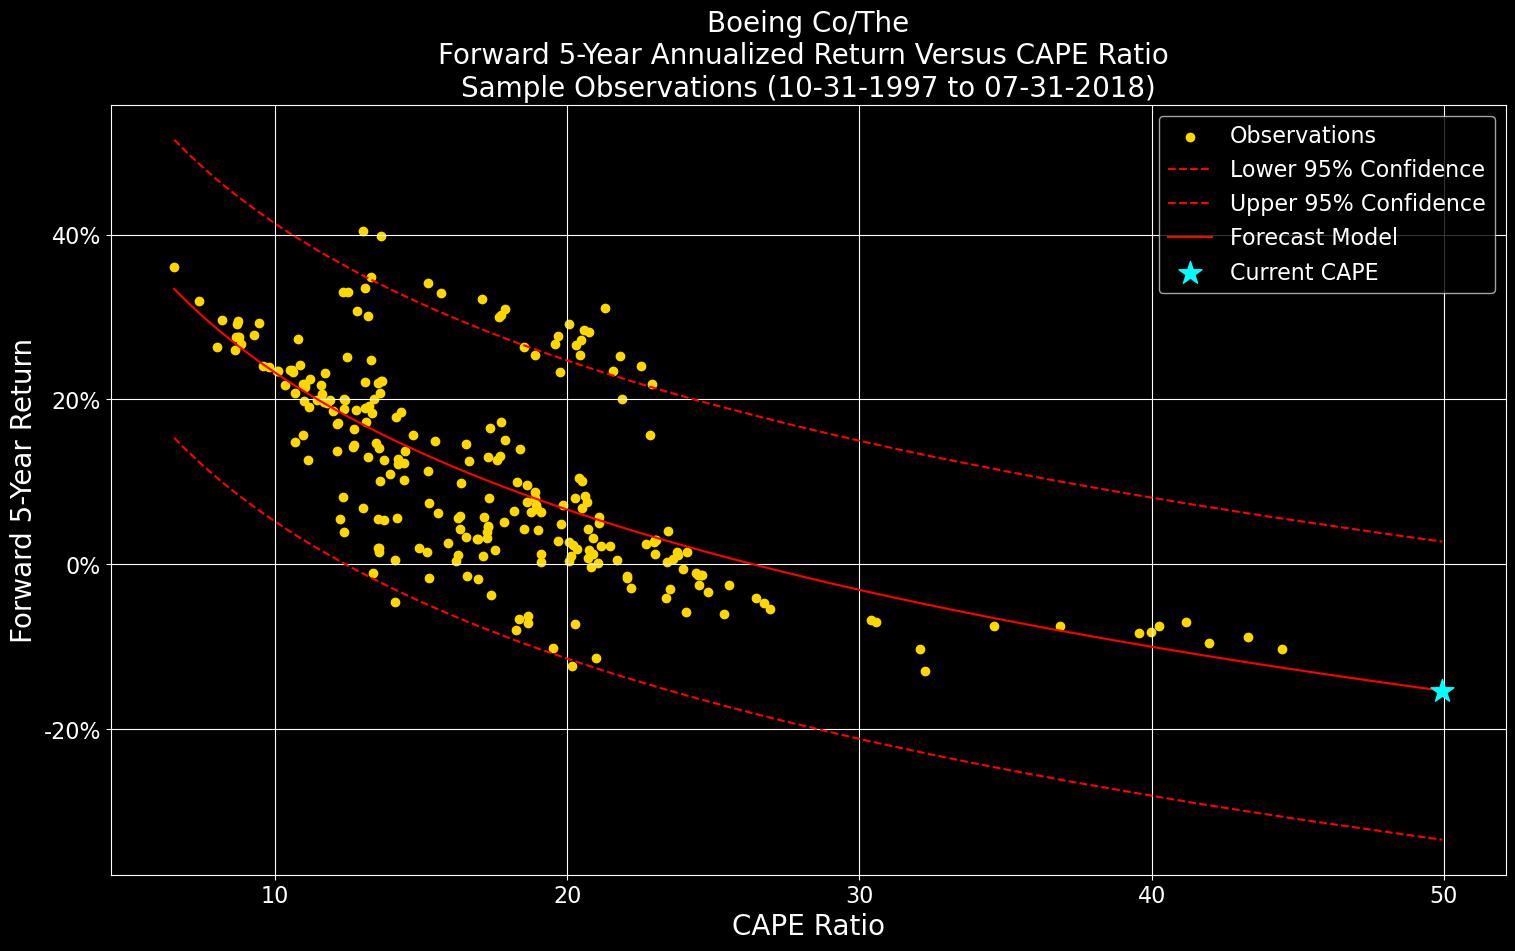 Boeing Co/The
Forward 5-Year Annualized Return Versus CAPE Ratio
Sample Observations (10-31-1997 to 07-31-2018)
Observations
Lower 95% Confidence
Upper 95% Confidence
Forecast Model
Current CAPE
Forward 5-Year Return
40%
20%
0%
-20%
10
20
30
40
50
CAPE Ratio